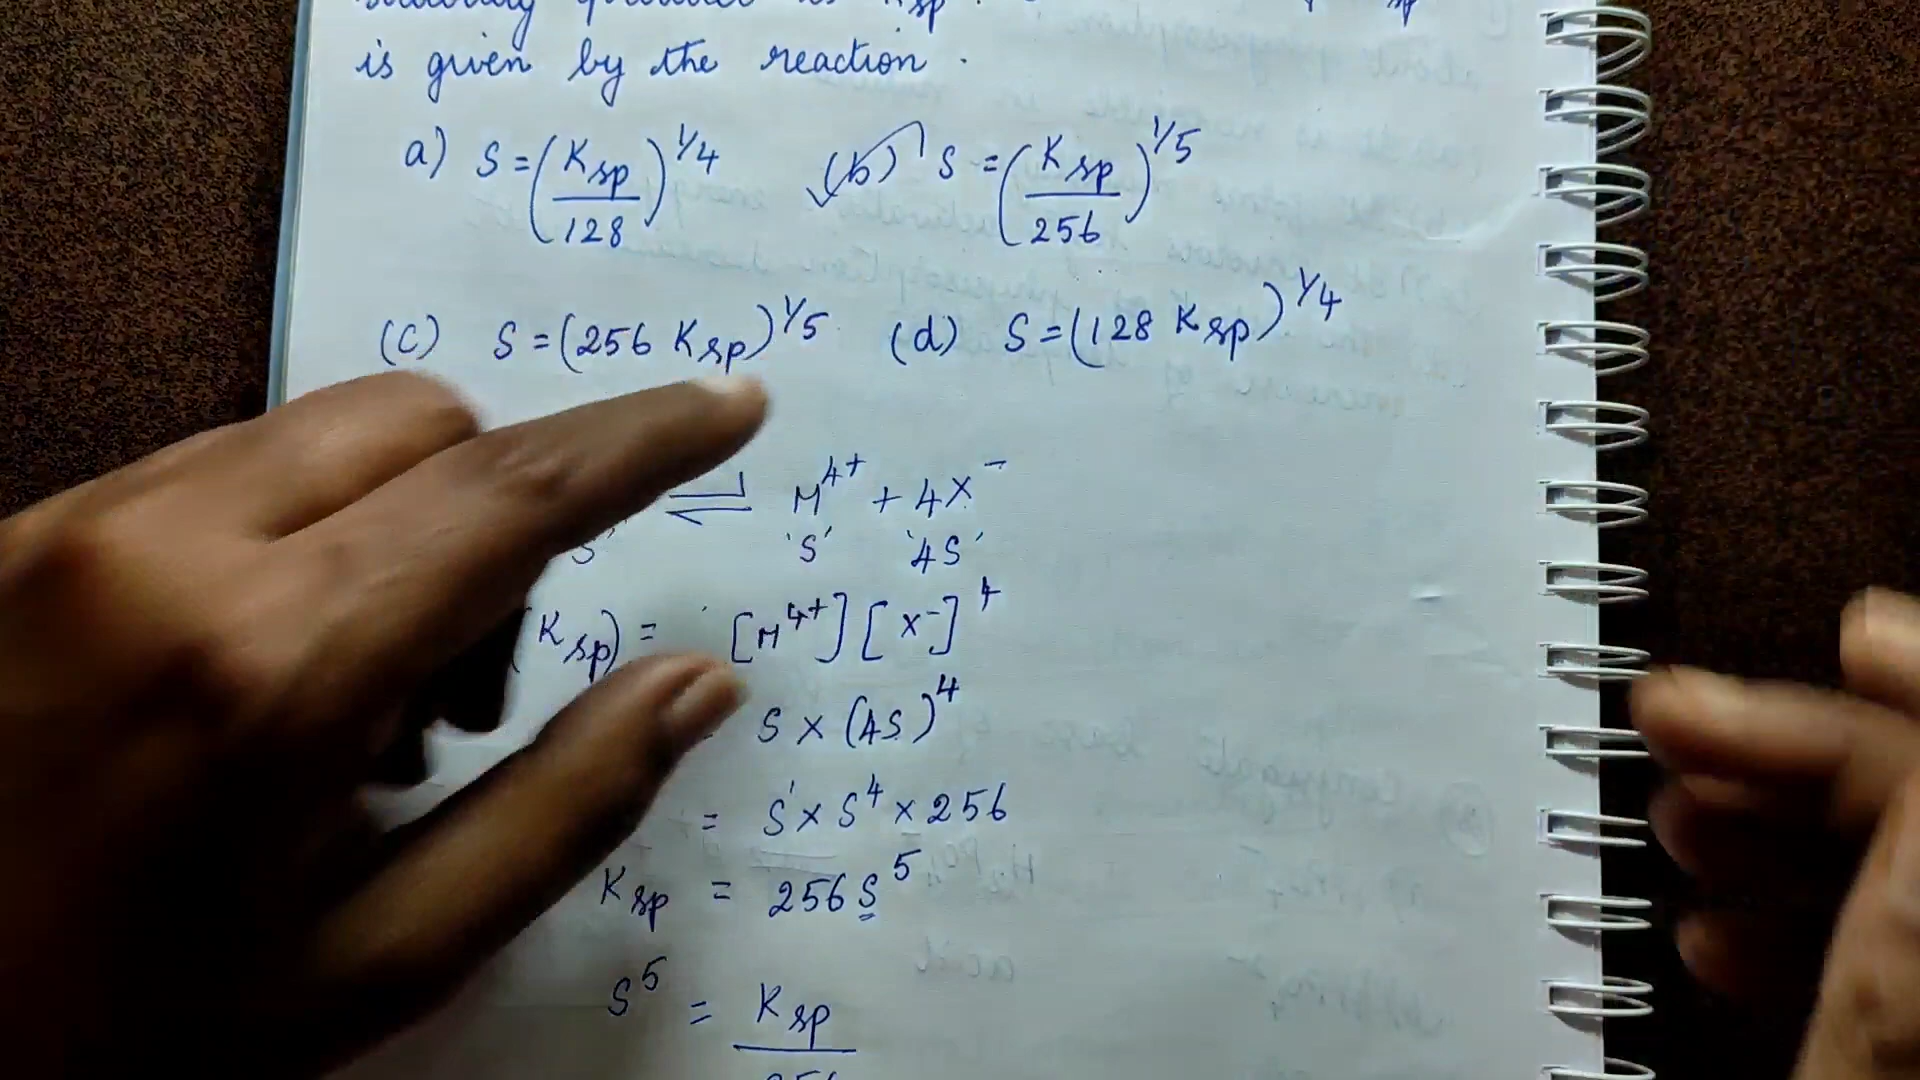 is given by the reaction .
a) S = (Ksp/128)^1/4 (b) S = (Ksp/256)^1/5
(c) S = (256 Ksp)^1/5 (d) S = (128 Ksp)^1/4
⇌ M⁴⁺ + 4X⁻
'S' '4S'
(Ksp) = [M⁴⁺][X⁻]⁴
S × (4S)⁴
= S¹ × S⁴ × 256
Ksp = 256 S⁵
S⁵ = Ksp